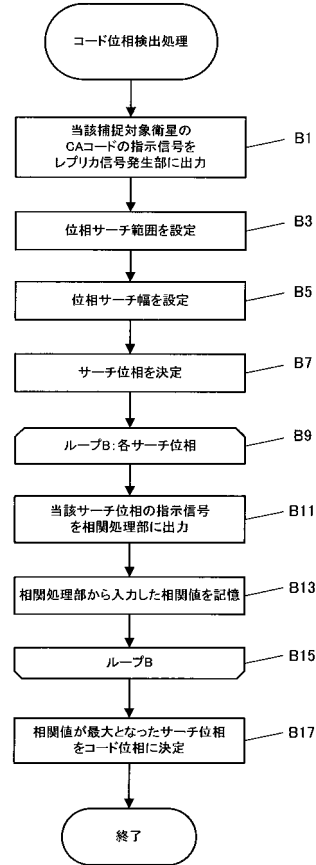 コード位相検出処理
当該捕捉対象衛星の
CAコードの指示信号を
レプリカ信号発生部に出力
B1
位相サーチ範囲を設定
B3
位相サーチ幅を設定
B5
サーチ位相を決定
B7
ループB:各サーチ位相
B9
当該サーチ位相の指示信号
を相関処理部に出力
B11
相関処理部から入力した相関値を記憶
B13
ループB
B15
相関値が最大となったサーチ位相
をコード位相に決定
B17
終了